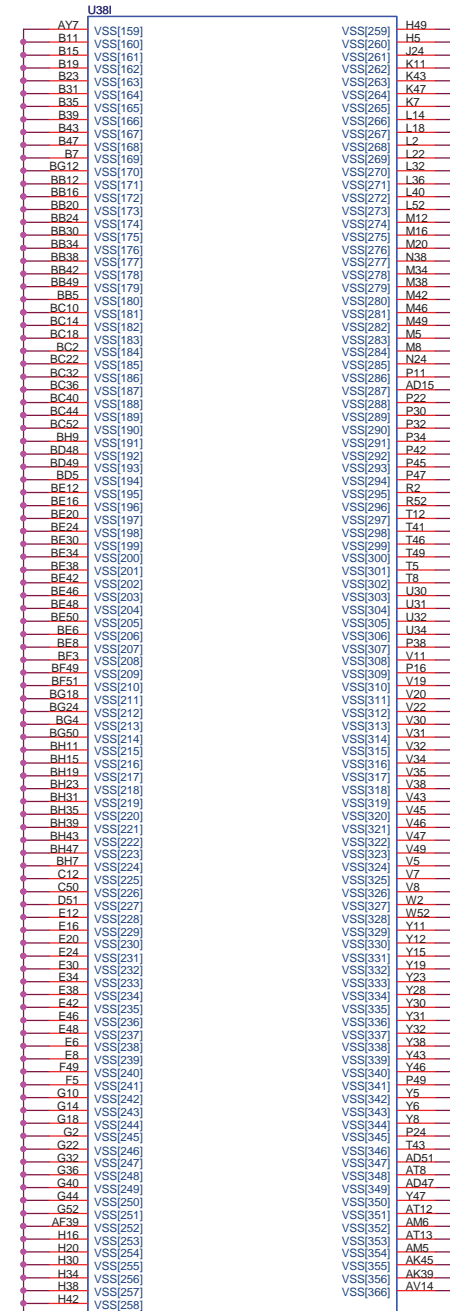 U38I
AY7 VSS[159] VSS[259] H49
B11 VSS[160] VSS[260] H5
B15 VSS[161] VSS[261] J24
B19 VSS[162] VSS[262] K11
B23 VSS[163] VSS[263] K43
B31 VSS[164] VSS[264] K47
B35 VSS[165] VSS[265] K7
B39 VSS[166] VSS[266] L14
B43 VSS[167] VSS[267] L18
B47 VSS[168] VSS[268] L2
B7 VSS[169] VSS[269] L22
BG12 VSS[170] VSS[270] L32
BB12 VSS[171] VSS[271] L36
BB16 VSS[172] VSS[272] L40
BB20 VSS[173] VSS[273] L52
BB24 VSS[174] VSS[274] M12
BB30 VSS[175] VSS[275] M16
BB34 VSS[176] VSS[276] M20
BB38 VSS[177] VSS[277] N38
BB42 VSS[178] VSS[278] M34
BB49 VSS[179] VSS[279] M38
BB5 VSS[180] VSS[280] M42
BC10 VSS[181] VSS[281] M46
BC14 VSS[182] VSS[282] M49
BC18 VSS[183] VSS[283] M5
BC2 VSS[184] VSS[284] M8
BC22 VSS[185] VSS[285] N24
BC32 VSS[186] VSS[286] P11
BC36 VSS[187] VSS[287] AD15
BC40 VSS[188] VSS[288] P22
BC44 VSS[189] VSS[289] P30
BC52 VSS[190] VSS[290] P32
BH9 VSS[191] VSS[291] P34
BD48 VSS[192] VSS[292] P42
BD49 VSS[193] VSS[293] P45
BD5 VSS[194] VSS[294] P47
BE12 VSS[195] VSS[295] R2
BE16 VSS[196] VSS[296] R52
BE20 VSS[197] VSS[297] T12
BE24 VSS[198] VSS[298] T41
BE30 VSS[199] VSS[299] T46
BE34 VSS[200] VSS[300] T49
BE38 VSS[201] VSS[301] T5
BE42 VSS[202] VSS[302] T8
BE46 VSS[203] VSS[303] U30
BE48 VSS[204] VSS[304] U31
BE50 VSS[205] VSS[305] U32
BE6 VSS[206] VSS[306] U34
BE8 VSS[207] VSS[307] P38
BF3 VSS[208] VSS[308] V11
BF49 VSS[209] VSS[309] P16
BF51 VSS[210] VSS[310] V19
BG18 VSS[211] VSS[311] V20
BG24 VSS[212] VSS[312] V22
BG4 VSS[213] VSS[313] V30
BG50 VSS[214] VSS[314] V31
BH11 VSS[215] VSS[315] V32
BH15 VSS[216] VSS[316] V34
BH19 VSS[217] VSS[317] V35
BH23 VSS[218] VSS[318] V38
BH31 VSS[219] VSS[319] V43
BH35 VSS[220] VSS[320] V45
BH39 VSS[221] VSS[321] V46
BH43 VSS[222] VSS[322] V47
BH47 VSS[223] VSS[323] V49
BH7 VSS[224] VSS[324] V5
C12 VSS[225] VSS[325] V7
C50 VSS[226] VSS[326] V8
D51 VSS[227] VSS[327] W2
E12 VSS[228] VSS[328] W52
E16 VSS[229] VSS[329] Y11
E20 VSS[230] VSS[330] Y12
E24 VSS[231] VSS[331] Y15
E30 VSS[232] VSS[332] Y19
E34 VSS[233] VSS[333] Y23
E38 VSS[234] VSS[334] Y28
E42 VSS[235] VSS[335] Y30
E46 VSS[236] VSS[336] Y31
E48 VSS[237] VSS[337] Y32
E6 VSS[238] VSS[338] Y38
E8 VSS[239] VSS[339] Y43
F49 VSS[240] VSS[340] Y46
F5 VSS[241] VSS[341] P49
G10 VSS[242] VSS[342] Y5
G14 VSS[243] VSS[343] Y6
G18 VSS[244] VSS[344] Y8
G2 VSS[245] VSS[345] P24
G22 VSS[246] VSS[346] T43
G32 VSS[247] VSS[347] AD51
G36 VSS[248] VSS[348] AT8
G40 VSS[249] VSS[349] AD47
G44 VSS[250] VSS[350] Y47
G52 VSS[251] VSS[351] AT12
AF39 VSS[252] VSS[352] AM6
H16 VSS[253] VSS[353] AT13
H20 VSS[254] VSS[354] AM5
H30 VSS[255] VSS[355] AK45
H34 VSS[256] VSS[356] AK39
H38 VSS[257] VSS[366] AV14
H42 VSS[258]